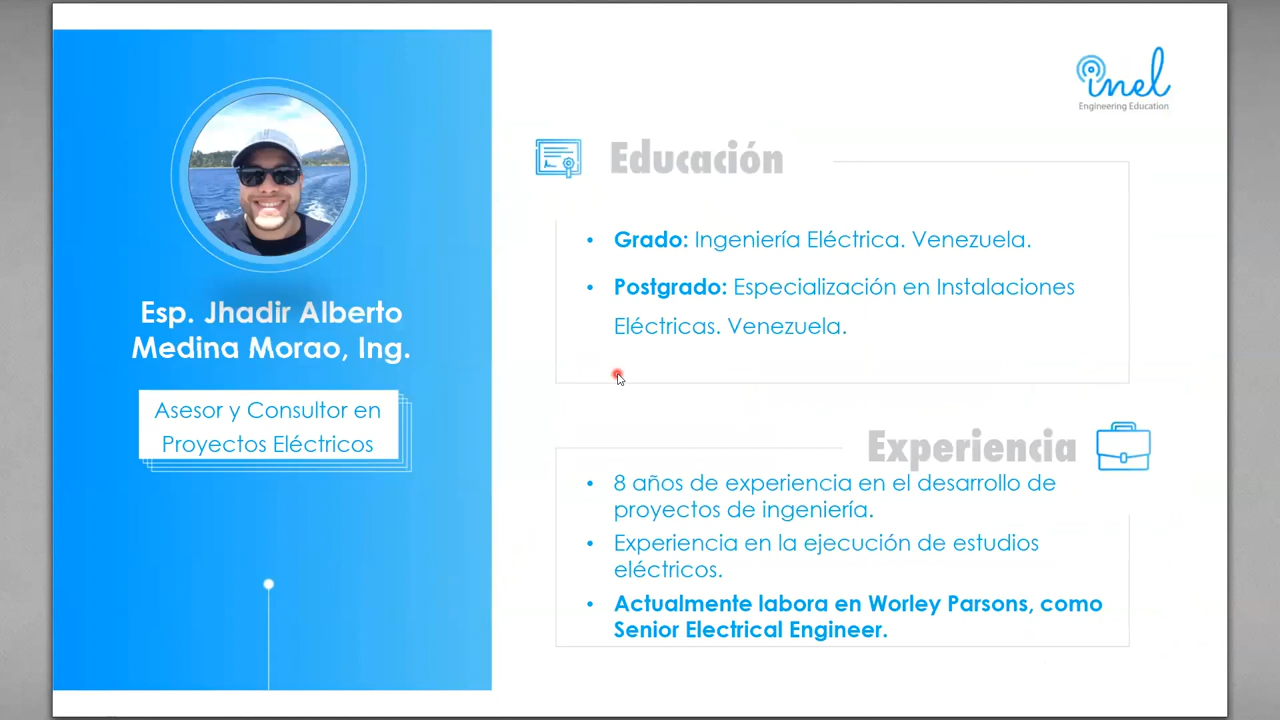 inel
Engineering Education
Esp. Jhadir Alberto
Medina Morao, Ing.
Asesor y Consultor en
Proyectos Eléctricos
Educación
• Grado: Ingeniería Eléctrica. Venezuela.
• Postgrado: Especialización en Instalaciones
Eléctricas. Venezuela.
Experiencia
• 8 años de experiencia en el desarrollo de
proyectos de ingeniería.
• Experiencia en la ejecución de estudios
eléctricos.
• Actualmente labora en Worley Parsons, como
Senior Electrical Engineer.